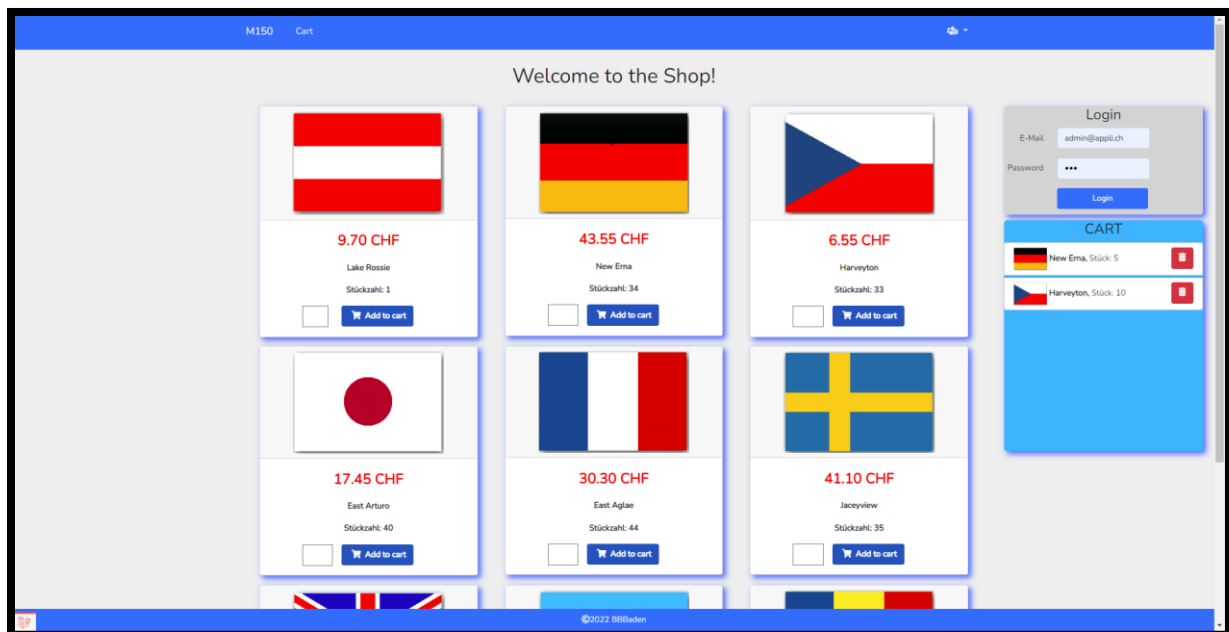 M150 Cart
Welcome to the Shop!
9.70 CHF
Lake Rossie
Stückzahl: 1
Add to cart
43.55 CHF
New Erna
Stückzahl: 34
Add to cart
6.55 CHF
Harveyton
Stückzahl: 33
Add to cart
17.45 CHF
East Arturo
Stückzahl: 40
Add to cart
30.30 CHF
East Aglae
Stückzahl: 44
Add to cart
41.10 CHF
Jaceyview
Stückzahl: 35
Add to cart
Login
E-Mail admin@appli.ch
Password •••
Login
CART
New Erna, Stück: 5
Harveyton, Stück: 10
©2022 BBBaden